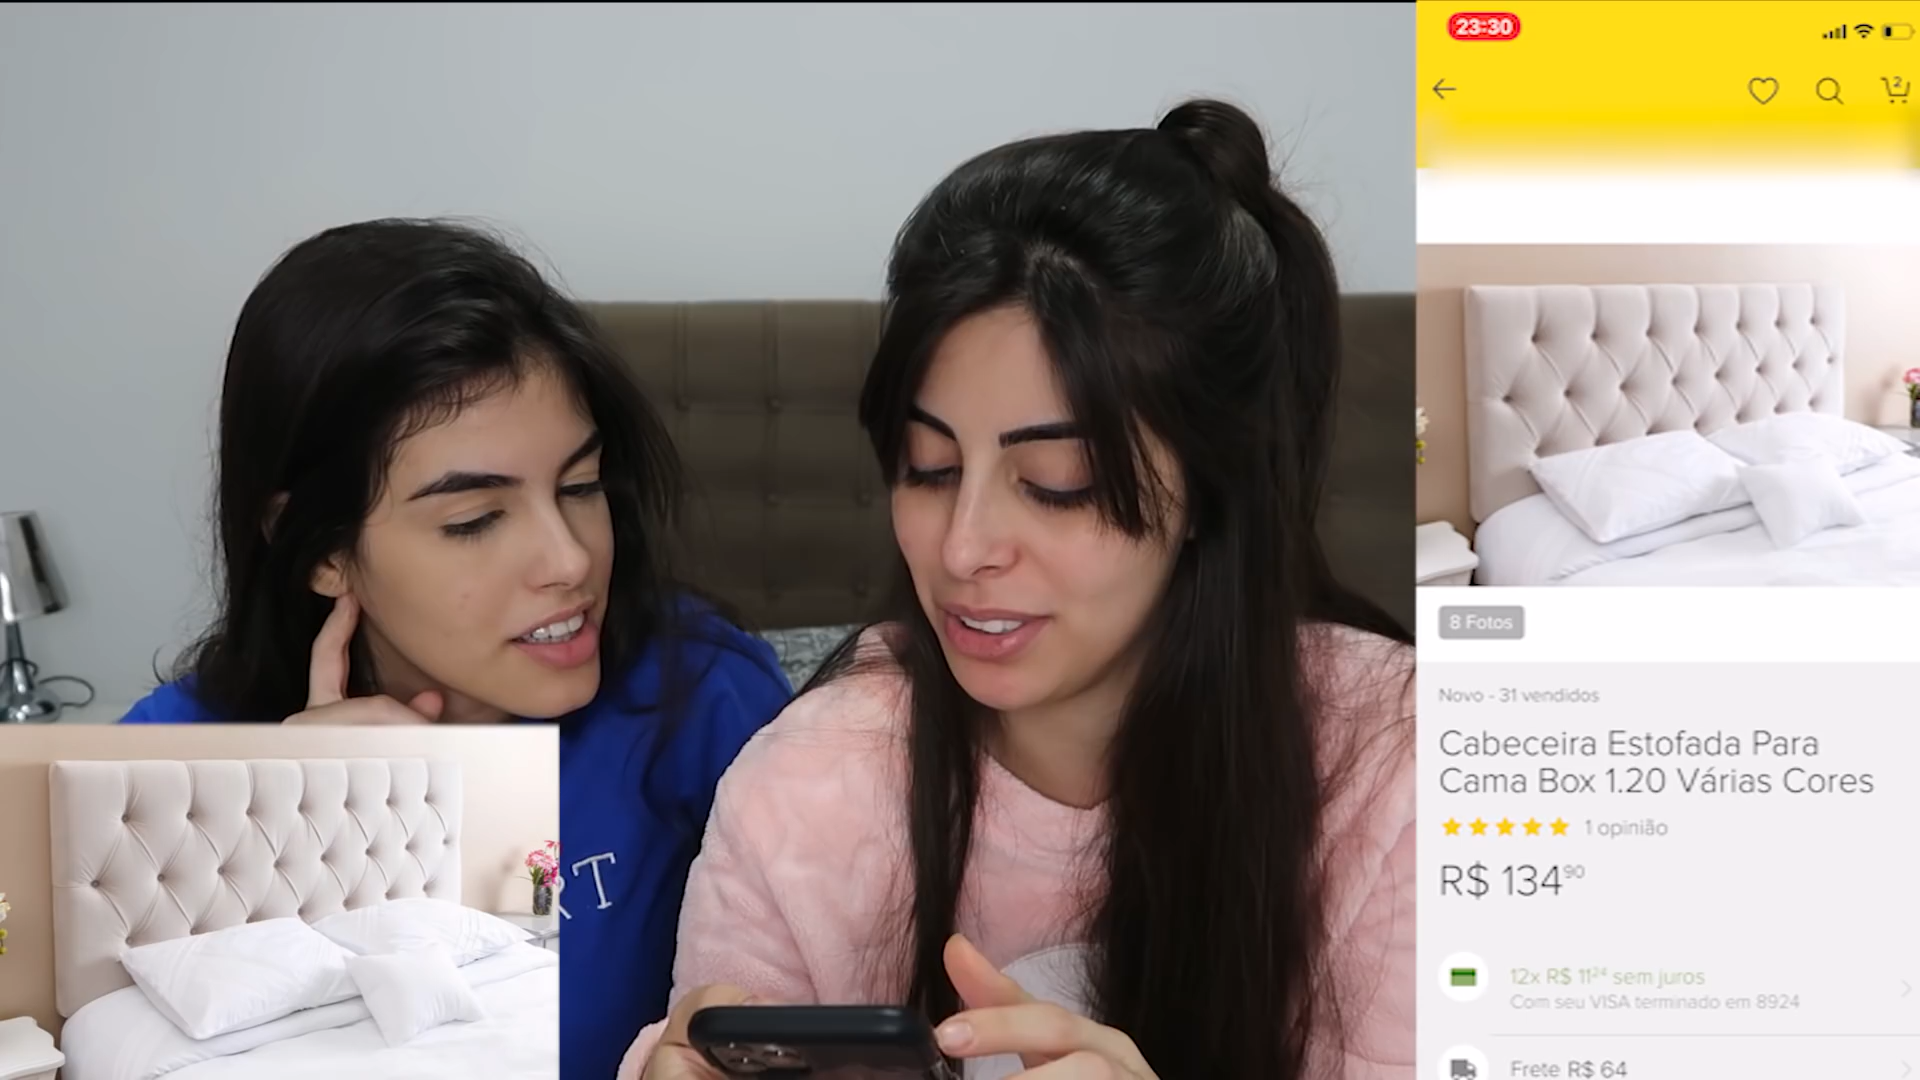 23:30
2
8 Fotos
Novo - 31 vendidos
Cabeceira Estofada Para
Cama Box 1.20 Várias Cores
1 opinião
R$ 134⁹⁰
12x R$ 11²⁴ sem juros
Com seu VISA terminado em 8924
Frete R$ 64
RT